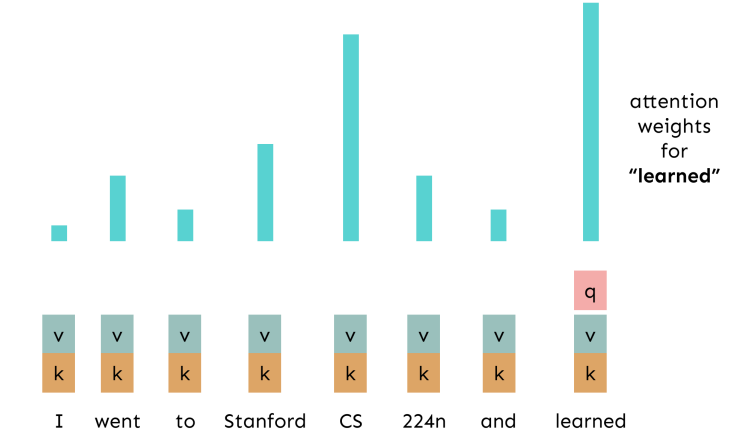 attention
weights
for
“learned”
q
v v v v v v v v
k k k k k k k k
I went to Stanford CS 224n and learned